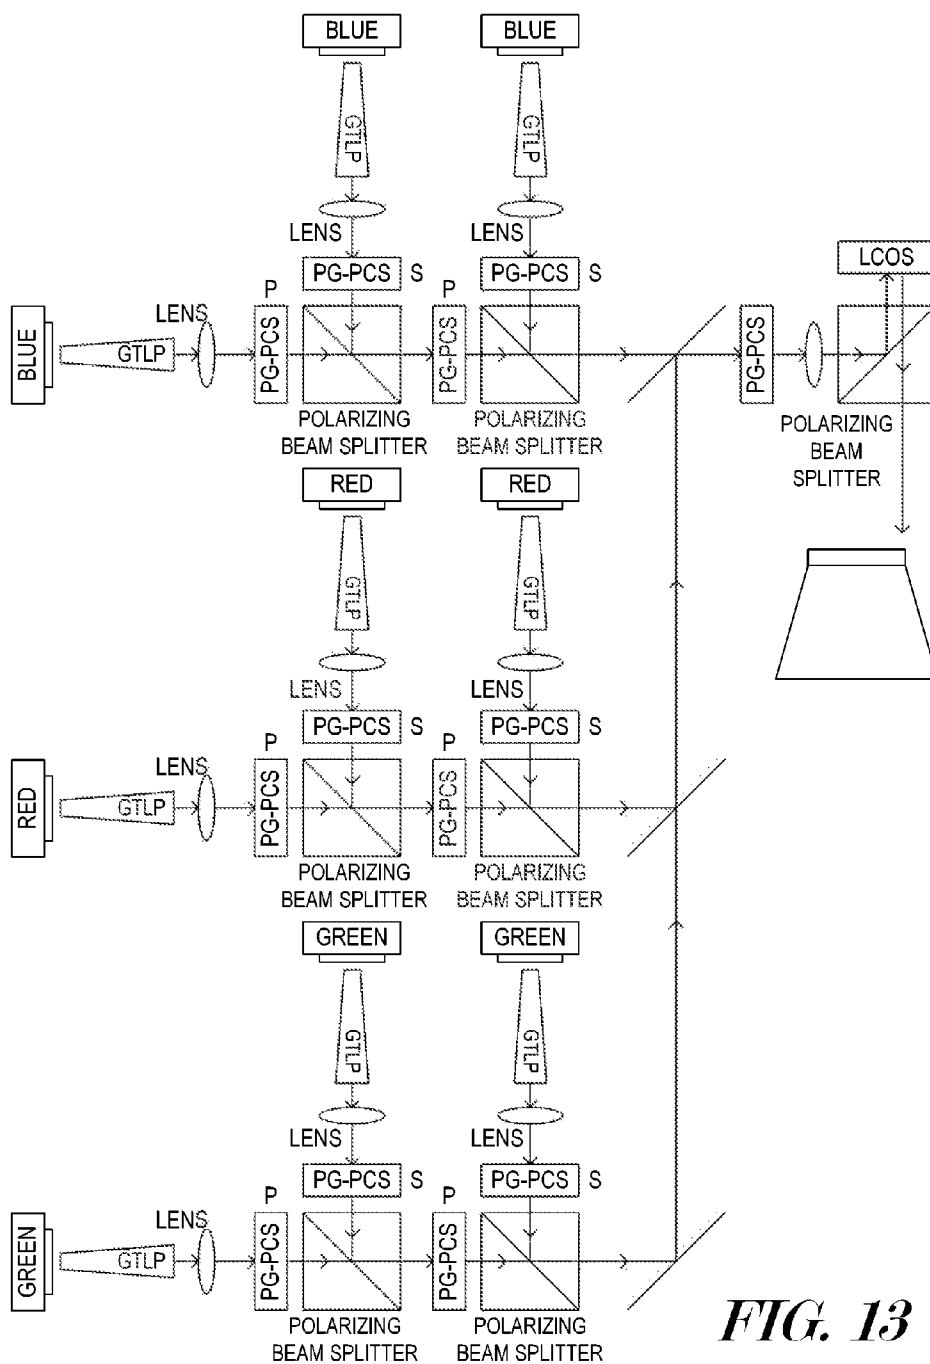 BLUE
BLUE
GTLP
GTLP
LENS
LENS
PG-PCS
S
PG-PCS
S
LCOS
P
P
BLUE
GTLP
LENS
PG-PCS
PG-PCS
PG-PCS
POLARIZING
BEAM SPLITTER
POLARIZING
BEAM SPLITTER
POLARIZING
BEAM
SPLITTER
RED
RED
GTLP
GTLP
LENS
LENS
PG-PCS
S
PG-PCS
S
P
P
RED
GTLP
LENS
PG-PCS
PG-PCS
POLARIZING
BEAM SPLITTER
POLARIZING
BEAM SPLITTER
GREEN
GREEN
GTLP
GTLP
LENS
LENS
PG-PCS
S
PG-PCS
S
P
P
GREEN
GTLP
LENS
PG-PCS
PG-PCS
POLARIZING
BEAM SPLITTER
POLARIZING
BEAM SPLITTER
FIG. 13